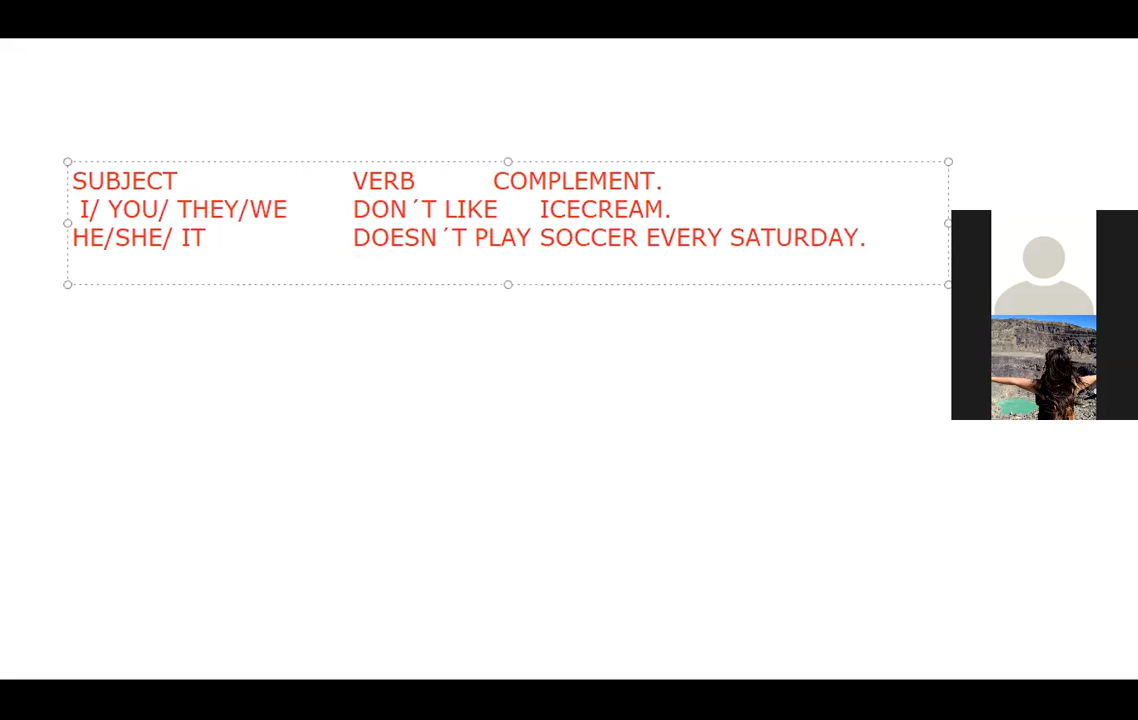 SUBJECT VERB COMPLEMENT.
I/ YOU/ THEY/WE DON´T LIKE ICECREAM.
HE/SHE/ IT DOESN´T PLAY SOCCER EVERY SATURDAY.